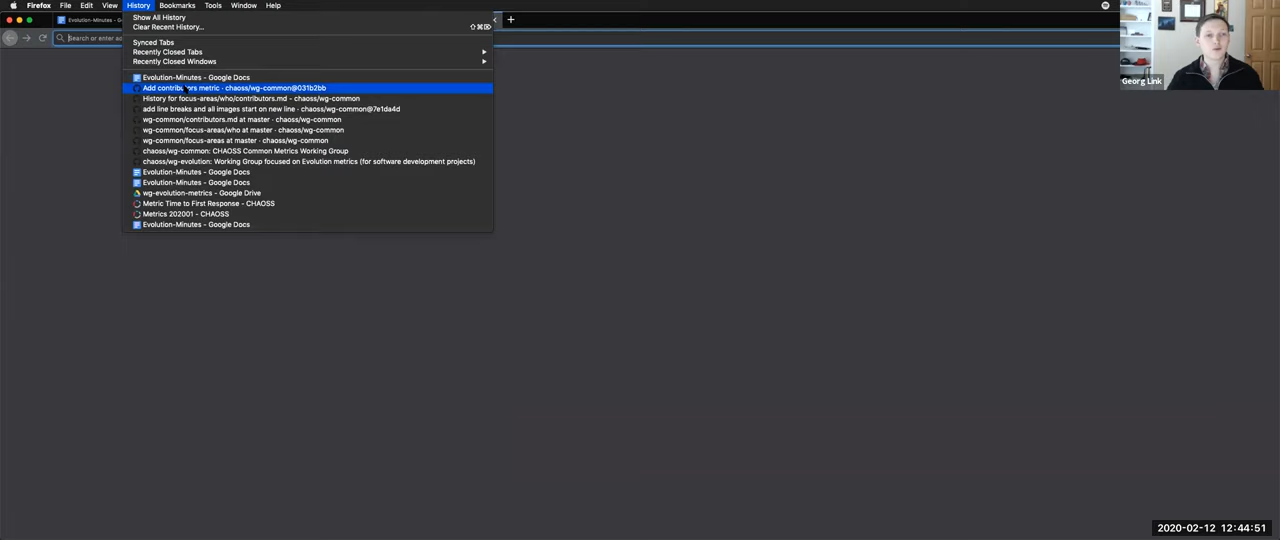 Firefox File Edit View History Bookmarks Tools Window Help
Evolution-Minutes - G
Search or enter ad
Show All History
Clear Recent History...
Synced Tabs
Recently Closed Tabs
Recently Closed Windows
Evolution-Minutes - Google Docs
Add contributors metric · chaoss/wg-common@031b2bb
History for focus-areas/who/contributors.md - chaoss/wg-common
add line breaks and all images start on new line · chaoss/wg-common@7e1da4d
wg-common/contributors.md at master · chaoss/wg-common
wg-common/focus-areas/who at master · chaoss/wg-common
wg-common/focus-areas at master · chaoss/wg-common
chaoss/wg-common: CHAOSS Common Metrics Working Group
chaoss/wg-evolution: Working Group focused on Evolution metrics (for software development projects)
Evolution-Minutes - Google Docs
Evolution-Minutes - Google Docs
wg-evolution-metrics - Google Drive
Metric Time to First Response - CHAOSS
Metrics 202001 - CHAOSS
Evolution-Minutes - Google Docs
Georg Link
2020-02-12 12:44:51